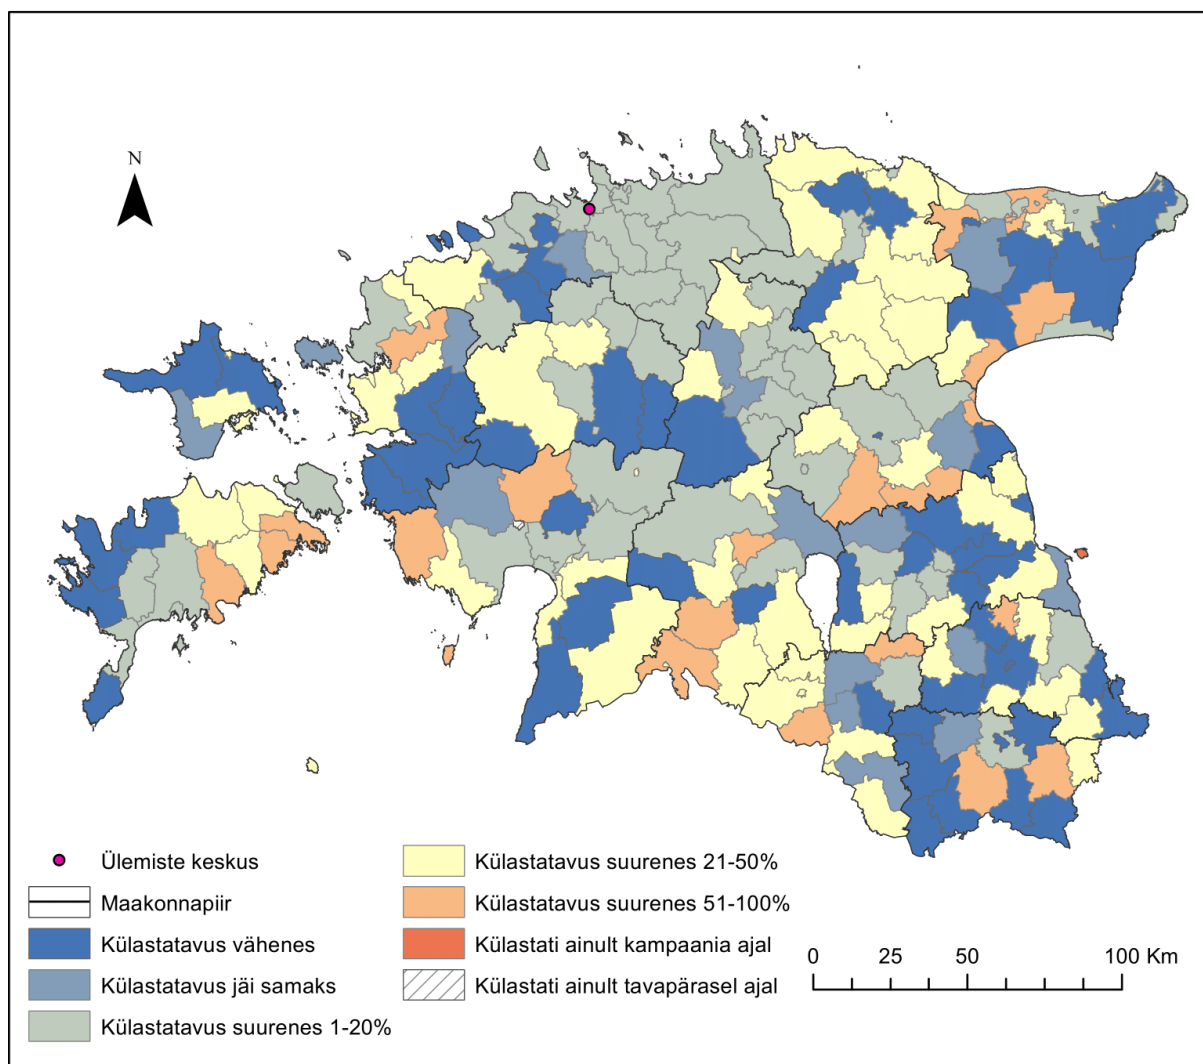 N
Ülemiste keskus
Maakonnapiir
Külastatavus vähenes
Külastatavus jäi samaks
Külastatavus suurenes 1-20%
Külastatavus suurenes 21-50%
Külastatavus suurenes 51-100%
Külastati ainult kampaania ajal
Külastati ainult tavapärasel ajal
0 25 50 100 Km